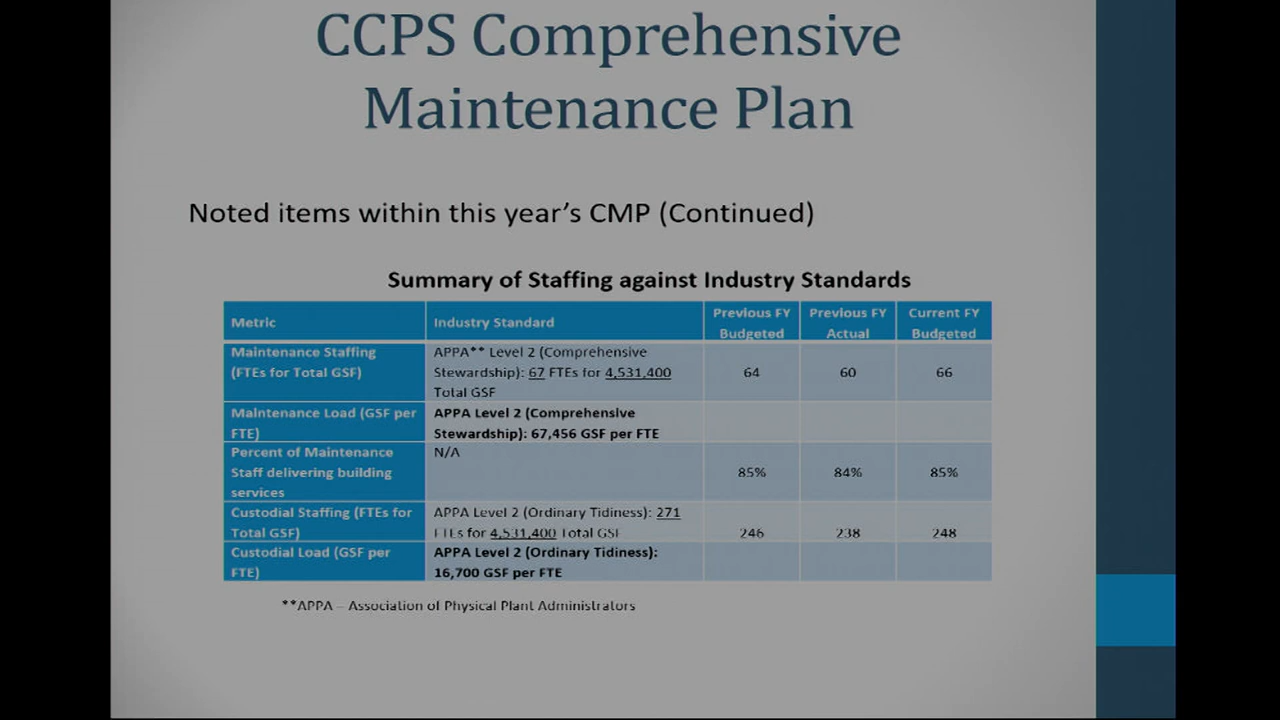 CCPS Comprehensive
Maintenance Plan
Noted items within this year's CMP (Continued)
Summary of Staffing against Industry Standards
Metric
Industry Standard
Previous FY
Budgeted
Previous FY
Actual
Current FY
Budgeted
Maintenance Staffing
(FTEs for Total GSF)
APPA** Level 2 (Comprehensive
Stewardship): 67 FTEs for 4,531,400
Total GSF
64
60
66
Maintenance Load (GSF per
FTE)
APPA Level 2 (Comprehensive
Stewardship): 67,456 GSF per FTE
Percent of Maintenance
Staff delivering building
services
N/A
85%
84%
85%
Custodial Staffing (FTEs for
Total GSF)
APPA Level 2 (Ordinary Tidiness): 271
FTEs for 4,531,400 Total GSF
246
238
248
Custodial Load (GSF per
FTE)
APPA Level 2 (Ordinary Tidiness):
16,700 GSF per FTE
**APPA – Association of Physical Plant Administrators